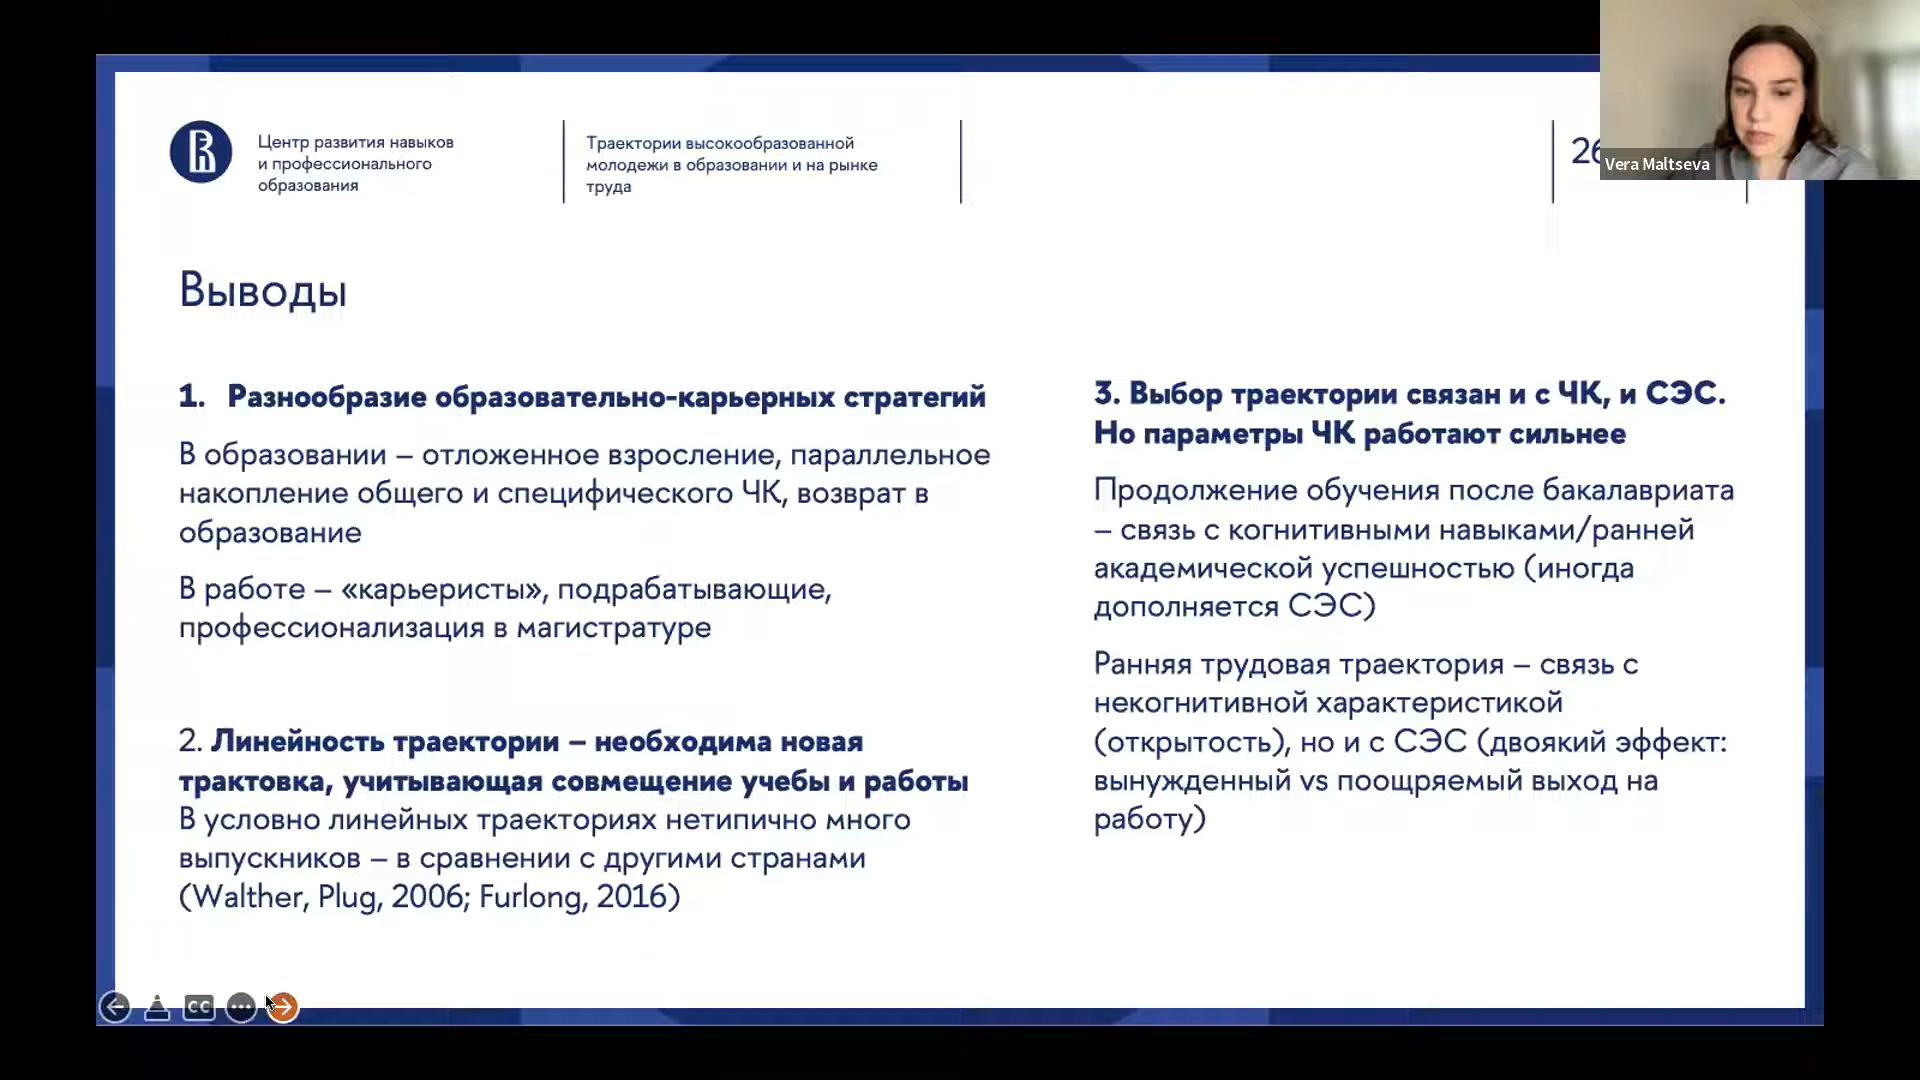 Центр развития навыков
и профессионального
образования
Траектории высокообразованной
молодежи в образовании и на рынке
труда
26
Vera Maltseva
Выводы
1. Разнообразие образовательно-карьерных стратегий
В образовании – отложенное взросление, параллельное
накопление общего и специфического ЧК, возврат в
образование
В работе – «карьеристы», подрабатывающие,
профессионализация в магистратуре
2. Линейность траектории – необходима новая
трактовка, учитывающая совмещение учебы и работы
В условно линейных траекториях нетипично много
выпускников – в сравнении с другими странами
(Walther, Plug, 2006; Furlong, 2016)
3. Выбор траектории связан и с ЧК, и СЭС.
Но параметры ЧК работают сильнее
Продолжение обучения после бакалавриата
– связь с когнитивными навыками/ранней
академической успешностью (иногда
дополняется СЭС)
Ранняя трудовая траектория – связь с
некогнитивной характеристикой
(открытость), но и с СЭС (двоякий эффект:
вынужденный vs поощряемый выход на
работу)
CC